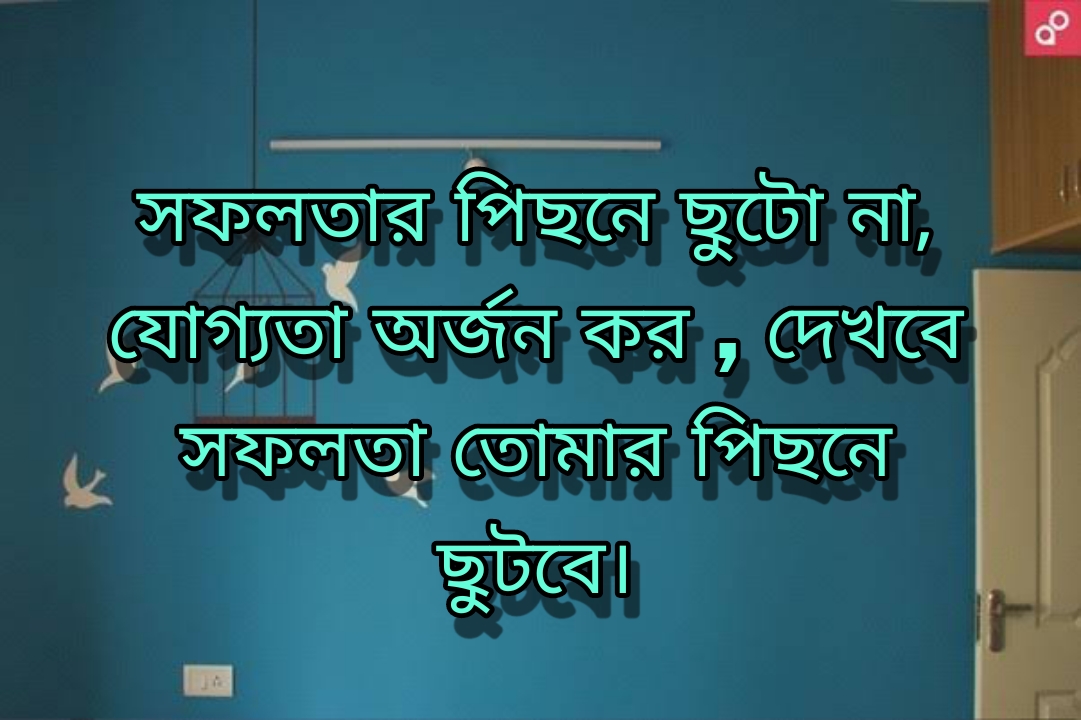 সফলতার পিছনে ছুটো না,
যোগ্যতা অর্জন কর , দেখবে
সফলতা তোমার পিছনে
ছুটবে।